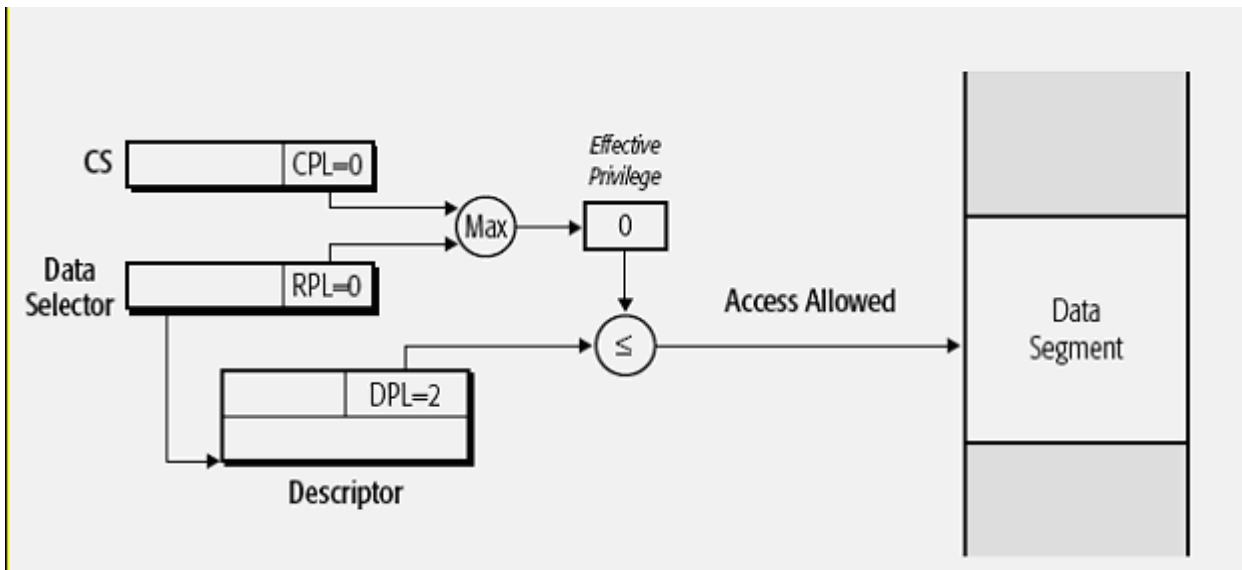 Effective
Privilege
CS
CPL=0
Max
0
Data
Selector
RPL=0
Access Allowed
Data
Segment
≤
DPL=2
Descriptor